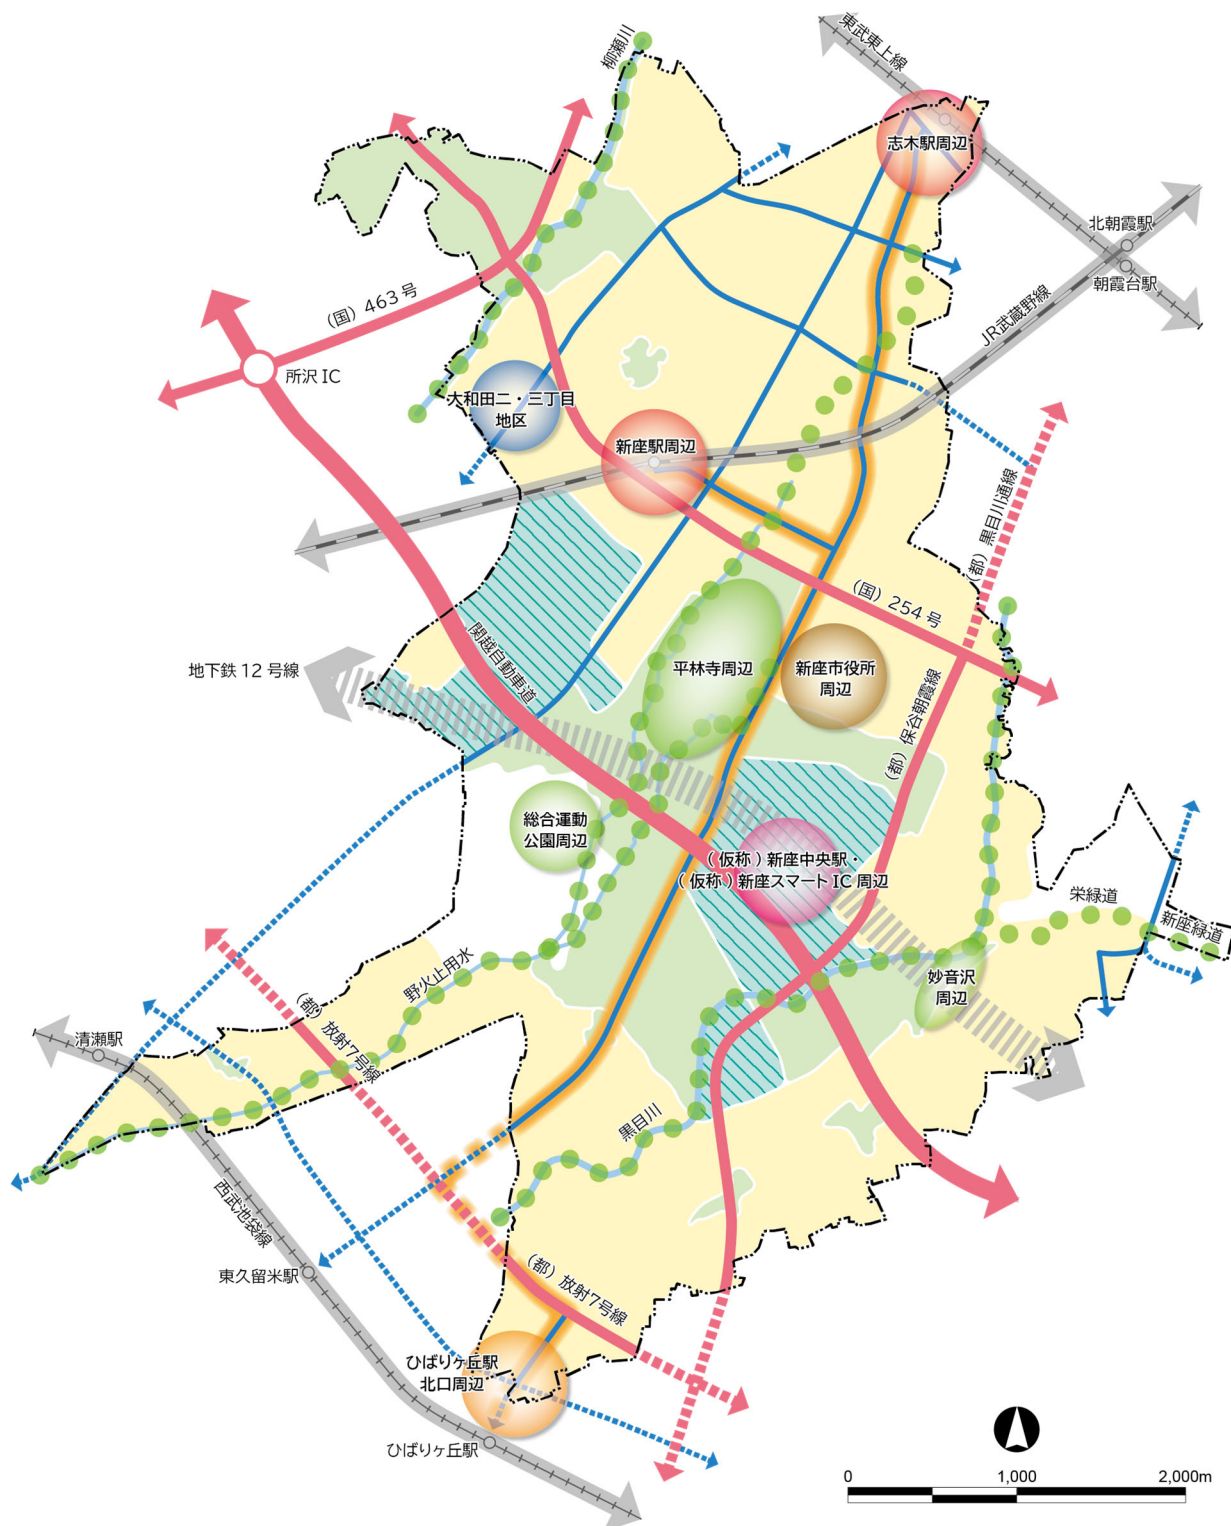 柳瀬川
東武東上線
志木駅周辺
北朝霞駅
朝霞台駅
JR武蔵野線
(国) 463号
所沢 IC
大和田二・三丁目
地区
新座駅周辺
(都) 黒目川通線
(国) 254号
関越自動車道
地下鉄 12 号線
平林寺周辺
新座市役所
周辺
(都) 保谷朝霞線
総合運動
公園周辺
(仮称) 新座中央駅・
(仮称) 新座スマート IC 周辺
栄緑道
新座緑道
妙音沢
周辺
野火止用水
(都) 放射7号線
清瀬駅
黒目川
西武池袋線
東久留米駅
(都) 放射7号線
ひばりヶ丘駅
北口周辺
ひばりヶ丘駅
0 1,000 2,000m